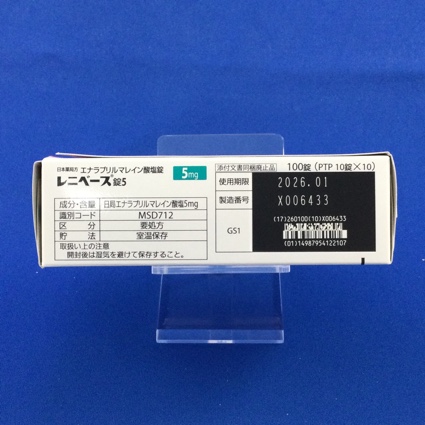 日本薬局方 エナラプリルマレイン酸塩錠
レニベース®錠5 5mg
成分・含量 日局エナラプリルマレイン酸塩5mg
識別コード MSD712
区分 要処方
貯法 室温保存
取扱い上の注意
開封後は湿気を避けて保存すること。
添付文書同梱廃止品 100錠(PTP 10錠×10)
使用期限 2026.01
製造番号 X006433
GS1
(17)260100(10)X006433
(01)14987954122107